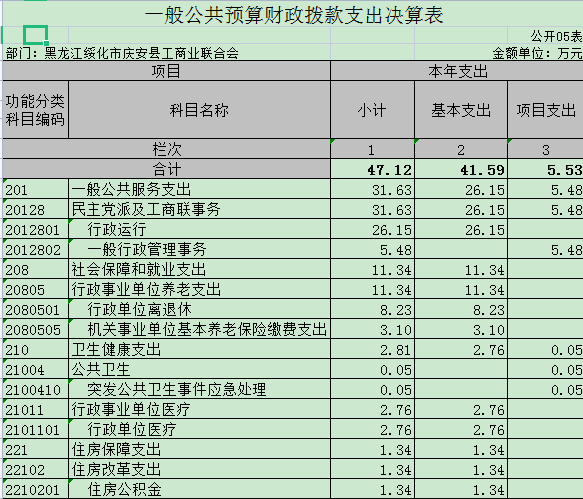 一般公共预算财政拨款支出决算表
公开05表
部门：黑龙江绥化市庆安县工商业联合会 金额单位：万元
项目 本年支出
功能分类科目编码 科目名称 小计 基本支出 项目支出
栏次 1 2 3
合计 47.12 41.59 5.53
201 一般公共服务支出 31.63 26.15 5.48
20128 民主党派及工商联事务 31.63 26.15 5.48
2012801 行政运行 26.15 26.15
2012802 一般行政管理事务 5.48 5.48
208 社会保障和就业支出 11.34 11.34
20805 行政事业单位养老支出 11.34 11.34
2080501 行政单位离退休 8.23 8.23
2080505 机关事业单位基本养老保险缴费支出 3.10 3.10
210 卫生健康支出 2.81 2.76 0.05
21004 公共卫生 0.05 0.05
2100410 突发公共卫生事件应急处理 0.05 0.05
21011 行政事业单位医疗 2.76 2.76
2101101 行政单位医疗 2.76 2.76
221 住房保障支出 1.34 1.34
22102 住房改革支出 1.34 1.34
2210201 住房公积金 1.34 1.34